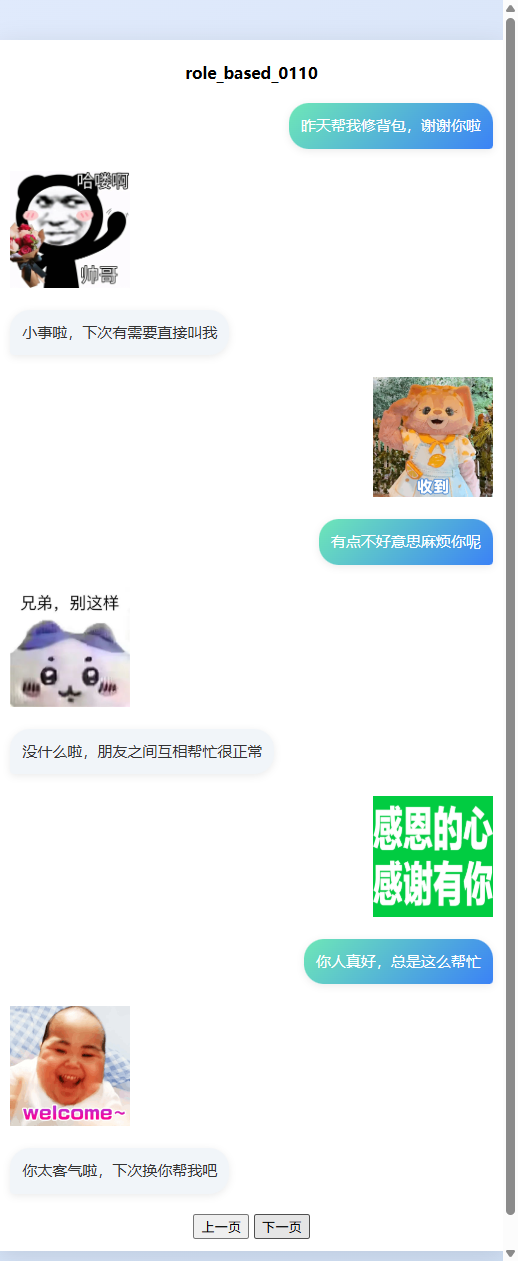 role_based_0110
昨天帮我修背包，谢谢你啦
哈喽啊
帅哥
小事啦，下次有需要直接叫我
收到
有点不好意思麻烦你呢
兄弟，别这样
没什么啦，朋友之间互相帮忙很正常
感恩的心
感谢有你
你人真好，总是这么帮忙
welcome~
你太客气啦，下次换你帮我吧
上一页 下一页